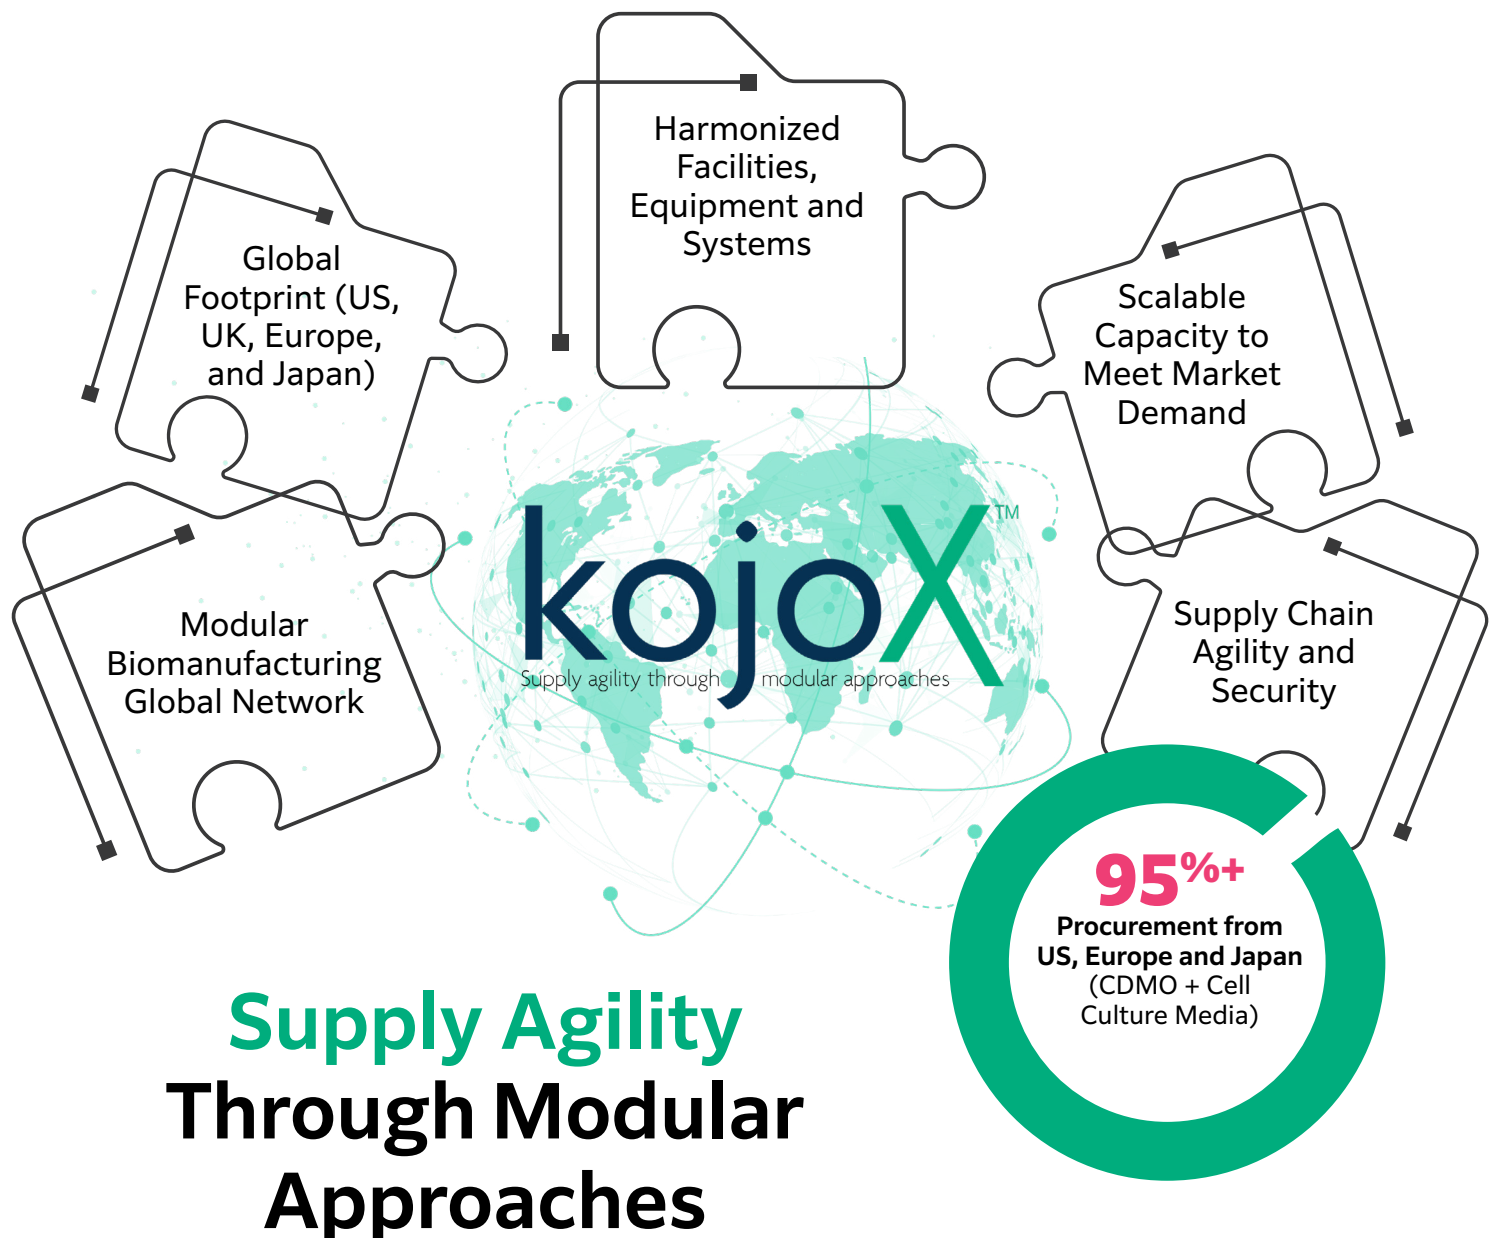 Harmonized
Facilities,
Equipment and
Systems
Global
Footprint (US,
UK, Europe,
and Japan)
Scalable
Capacity to
Meet Market
Demand
Modular
Biomanufacturing
Global Network
kojoX™
Supply agility through modular approaches
Supply Chain
Agility and
Security
95%+
Procurement from
US, Europe and Japan
(CDMO + Cell
Culture Media)
Supply Agility
Through Modular
Approaches